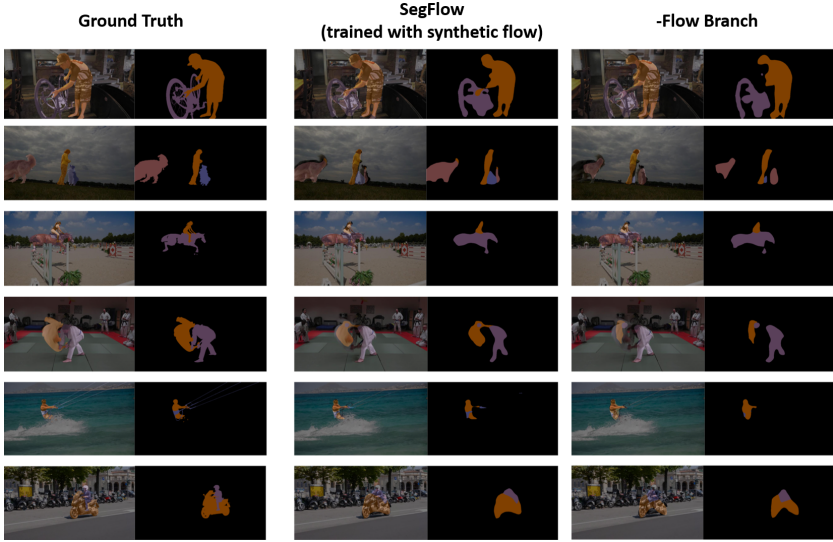 Ground Truth
SegFlow
(trained with synthetic flow)
-Flow Branch